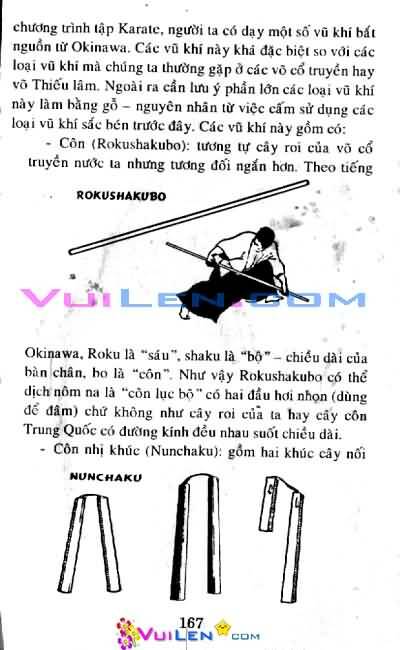 chương trình tập Karate, người ta có dạy một số vũ khí bắt
nguồn từ Okinawa. Các vũ khí này khá đặc biệt so với các
loại vũ khí mà chúng ta thường gặp ở các võ cổ truyền hay
võ Thiếu lâm. Ngoài ra cần lưu ý phần lớn các loại vũ khí
này làm bằng gỗ – nguyên nhân từ việc cấm sử dụng các
loại vũ khí sắc bén trước đây. Các vũ khí này gồm có:
- Côn (Rokushakubo): tương tự cây roi của võ cổ
truyền nước ta nhưng tương đối ngắn hơn. Theo tiếng
ROKUSHAKUBO
VuiLen.com
Okinawa, Roku là "sáu", shaku là "bộ" – chiều dài của
bàn chân, bo là "côn". Như vậy Rokushakubo có thể
dịch nôm na là "côn lục bộ" có hai đầu hơi nhọn (dùng
để đâm) chứ không như cây roi của ta hay cây côn
Trung Quốc có đường kính đều nhau suốt chiều dài.
- Côn nhị khúc (Nunchaku): gồm hai khúc cây nối
NUNCHAKU
167
VuiLen.com